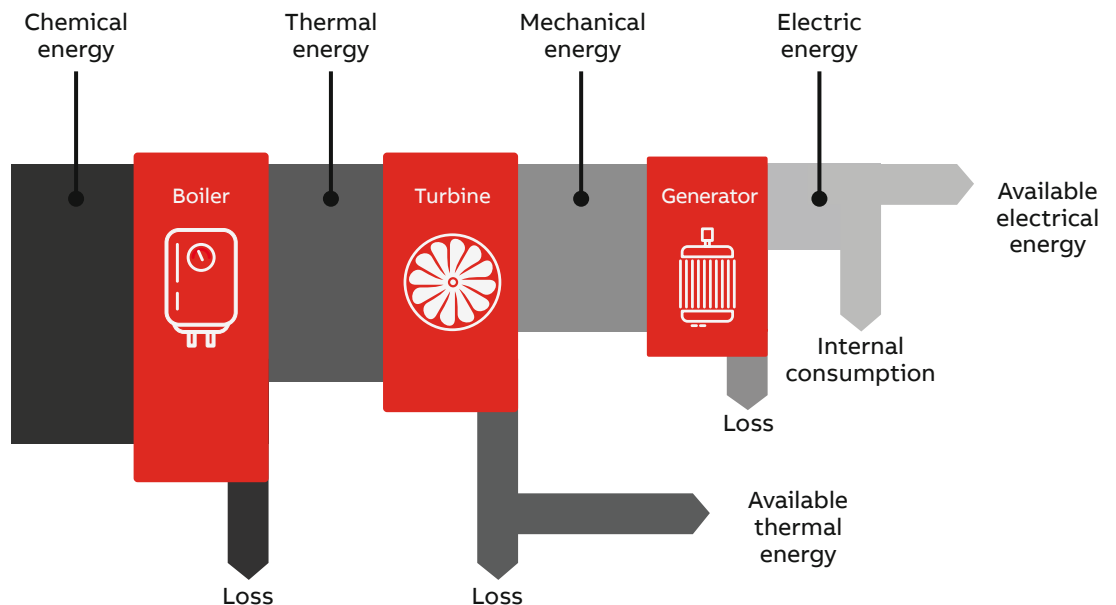 Chemical
energy
Thermal
energy
Mechanical
energy
Electric
energy
Boiler
Turbine
Generator
Available
electrical
energy
Internal
consumption
Loss
Available
thermal
energy
Loss
Loss